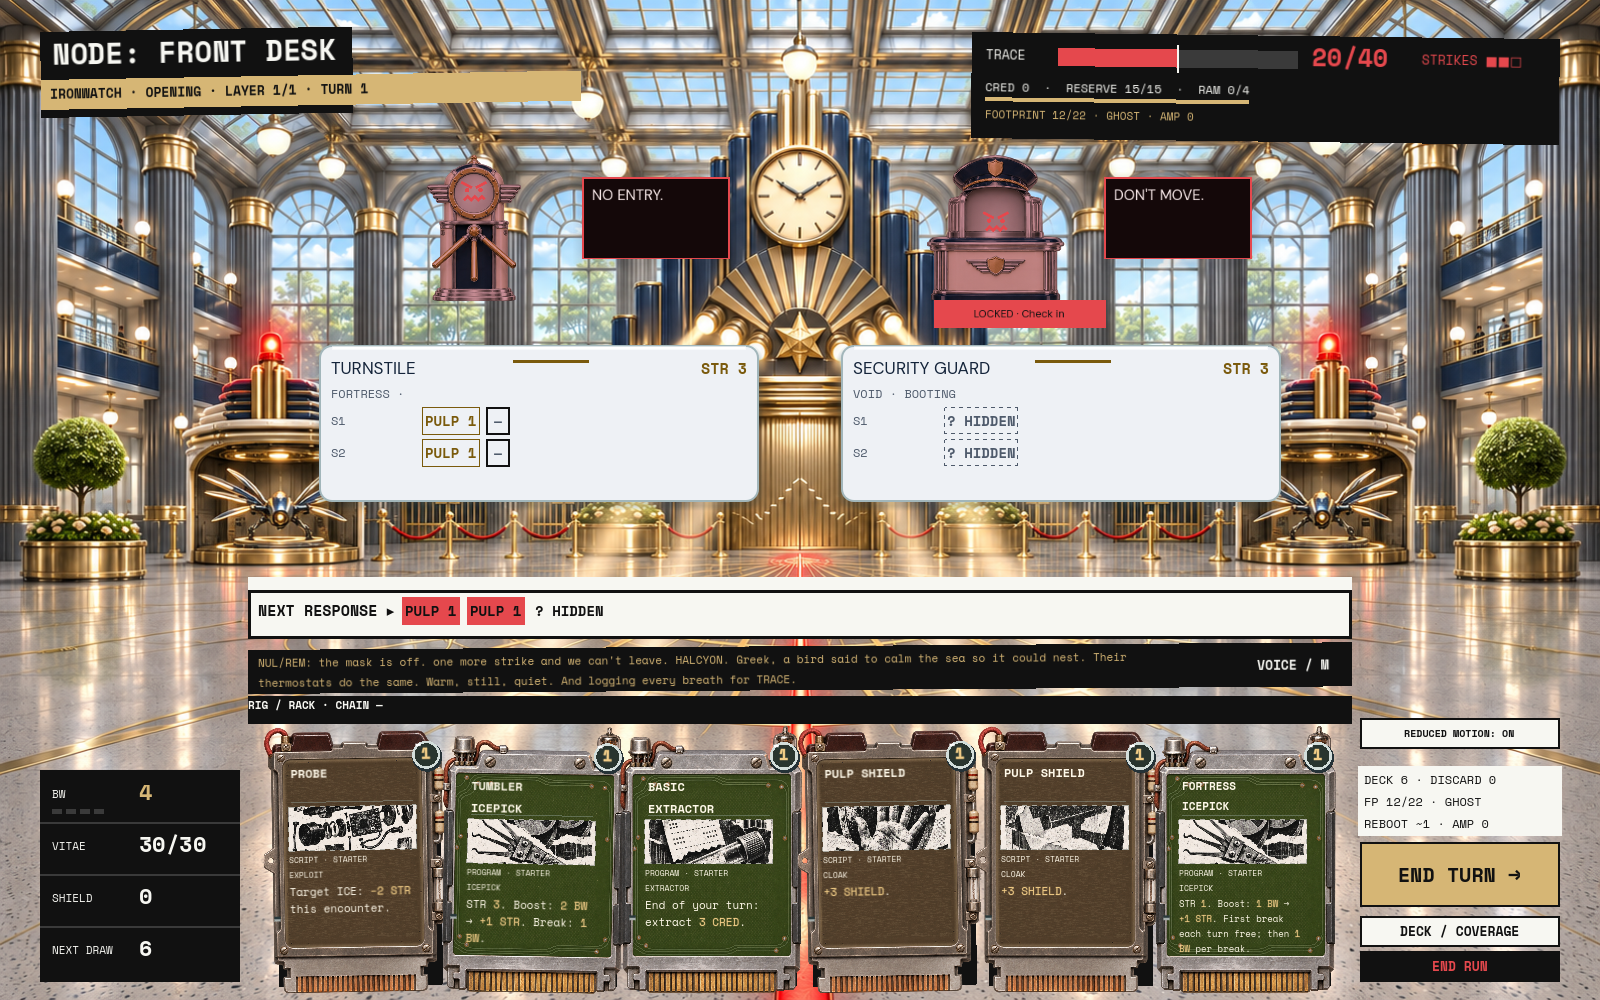 NODE: FRONT DESK
IRONWATCH · OPENING · LAYER 1/1 · TURN 1
TRACE 20/40 STRIKES
CRED 0 · RESERVE 15/15 · RAM 0/4
FOOTPRINT 12/22 · GHOST · AMP 0
NO ENTRY.
DON'T MOVE.
LOCKED · Check in
TURNSTILE STR 3
FORTRESS ·
S1 PULP 1 —
S2 PULP 1 —
SECURITY GUARD STR 3
VOID · BOOTING
S1 ? HIDDEN
S2 ? HIDDEN
NEXT RESPONSE ▸ PULP 1 PULP 1 ? HIDDEN
NUL/REM: the mask is off. one more strike and we can't leave. HALCYON. Greek, a bird said to calm the sea so it could nest. Their
thermostats do the same. Warm, still, quiet. And logging every breath for TRACE.
VOICE / M
RIG / RACK · CHAIN —
BW 4
VITAE 30/30
SHIELD 0
NEXT DRAW 6
1
PROBE
SCRIPT · STARTER
EXPLOIT
Target ICE: -2 STR
this encounter.
1
TUMBLER
ICEPICK
PROGRAM · STARTER
ICEPICK
STR 3. Boost: 2 BW
→ +1 STR. Break: 1
BW.
1
BASIC
EXTRACTOR
PROGRAM · STARTER
EXTRACTOR
End of your turn:
extract 3 CRED.
1
PULP SHIELD
SCRIPT · STARTER
CLOAK
+3 SHIELD.
1
PULP SHIELD
SCRIPT · STARTER
CLOAK
+3 SHIELD.
1
FORTRESS
ICEPICK
PROGRAM · STARTER
ICEPICK
STR 1. Boost: 1 BW →
+1 STR. First break
each turn free; then 1
BW per break.
REDUCED MOTION: ON
DECK 6 · DISCARD 0
FP 12/22 · GHOST
REBOOT ~1 · AMP 0
END TURN →
DECK / COVERAGE
END RUN